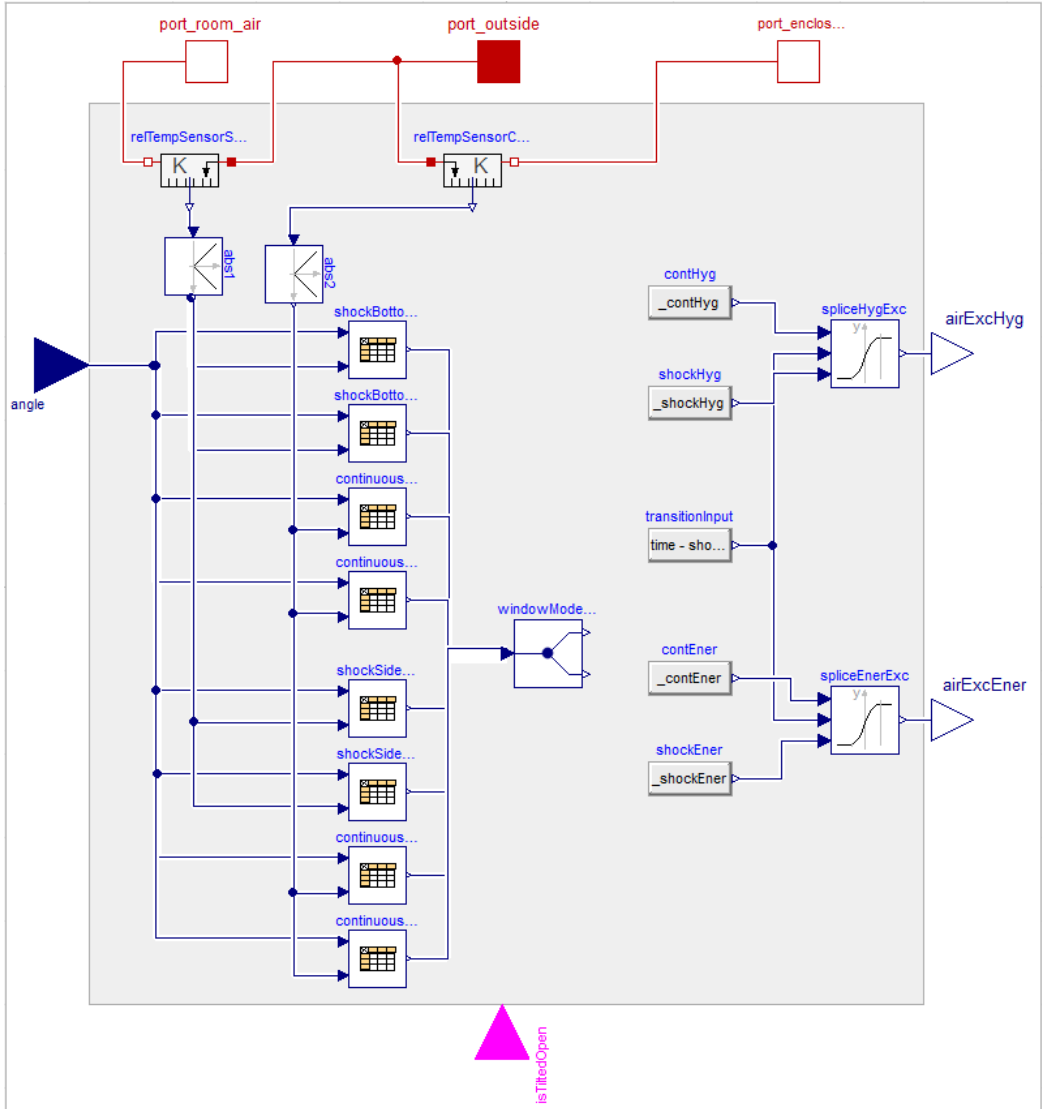 port_room_air
port_outside
port_enclos...
relTempSensorS...
relTempSensorC...
K
K
abs1
abs2
shockBotto...
contHyg
_contHyg
spliceHygExc
y
airExcHyg
angle
shockHyg
_shockHyg
shockBotto...
continuous...
transitionInput
time - sho...
continuous...
windowMode...
shockSide...
contEner
_contEner
spliceEnerExc
y
airExcEner
shockSide...
shockEner
_shockEner
continuous...
continuous...
isTiltedOpen